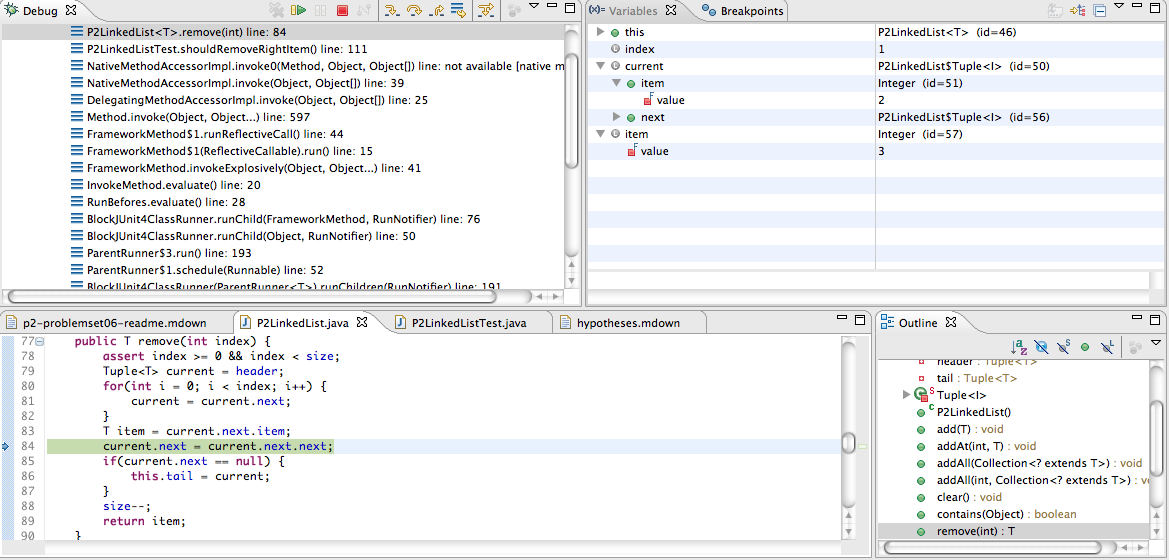 Debug
P2LinkedList<T>.remove(int) line: 84
P2LinkedListTest.shouldRemoveRightItem() line: 111
NativeMethodAccessorImpl.invoke0(Method, Object, Object[]) line: not available [native m
NativeMethodAccessorImpl.invoke(Object, Object[]) line: 39
DelegatingMethodAccessorImpl.invoke(Object, Object[]) line: 25
Method.invoke(Object, Object...) line: 597
FrameworkMethod$1.runReflectiveCall() line: 44
FrameworkMethod$1(ReflectiveCallable).run() line: 15
FrameworkMethod.invokeExplosively(Object, Object...) line: 41
InvokeMethod.evaluate() line: 20
RunBefores.evaluate() line: 28
BlockJUnit4ClassRunner.runChild(FrameworkMethod, RunNotifier) line: 76
BlockJUnit4ClassRunner.runChild(Object, RunNotifier) line: 50
ParentRunner$3.run() line: 193
ParentRunner$1.schedule(Runnable) line: 52
BlockJUnit4ClassRunner(ParentRunner<T>).runChildren(RunNotifier) line: 191
(x)= Variables Breakpoints
this P2LinkedList<T> (id=46)
index 1
current P2LinkedList$Tuple<I> (id=50)
item Integer (id=51)
value 2
next P2LinkedList$Tuple<I> (id=56)
item Integer (id=57)
value 3
p2-problemset06-readme.mdown P2LinkedList.java P2LinkedListTest.java hypotheses.mdown
77 public T remove(int index) {
78 assert index >= 0 && index < size;
79 Tuple<T> current = header;
80 for(int i = 0; i < index; i++) {
81 current = current.next;
82 }
83 T item = current.next.item;
84 current.next = current.next.next;
85 if(current.next == null) {
86 this.tail = current;
87 }
88 size--;
89 return item;
90 }
Outline
header : Tuple<T>
tail : Tuple<T>
Tuple<I>
P2LinkedList()
add(T) : void
addAt(int, T) : void
addAll(Collection<? extends T>) : void
addAll(int, Collection<? extends T>) : v
clear() : void
contains(Object) : boolean
remove(int) : T